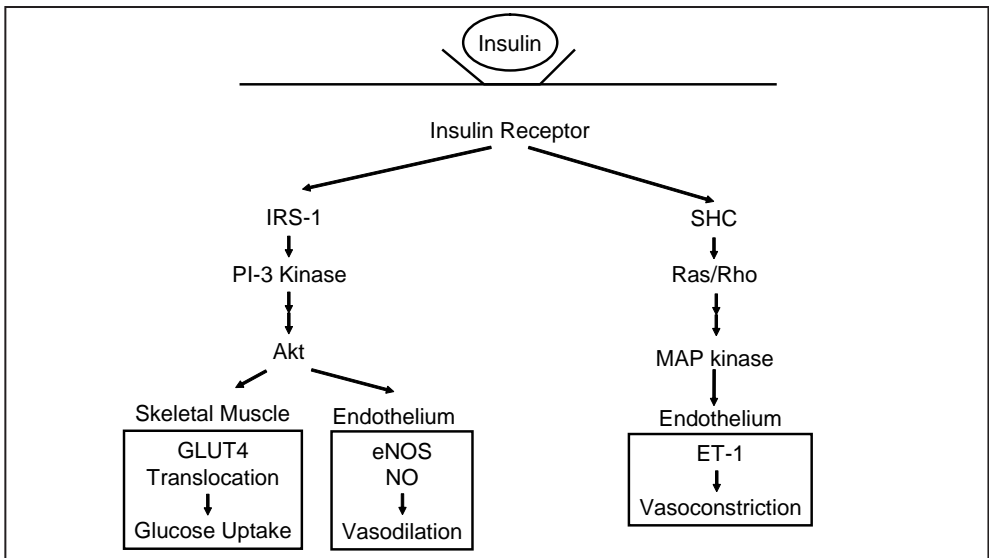 Insulin
Insulin Receptor
IRS-1
SHC
PI-3 Kinase
Ras/Rho
Akt
MAP kinase
Skeletal Muscle
GLUT4
Translocation
Glucose Uptake
Endothelium
eNOS
NO
Vasodilation
Endothelium
ET-1
Vasoconstriction